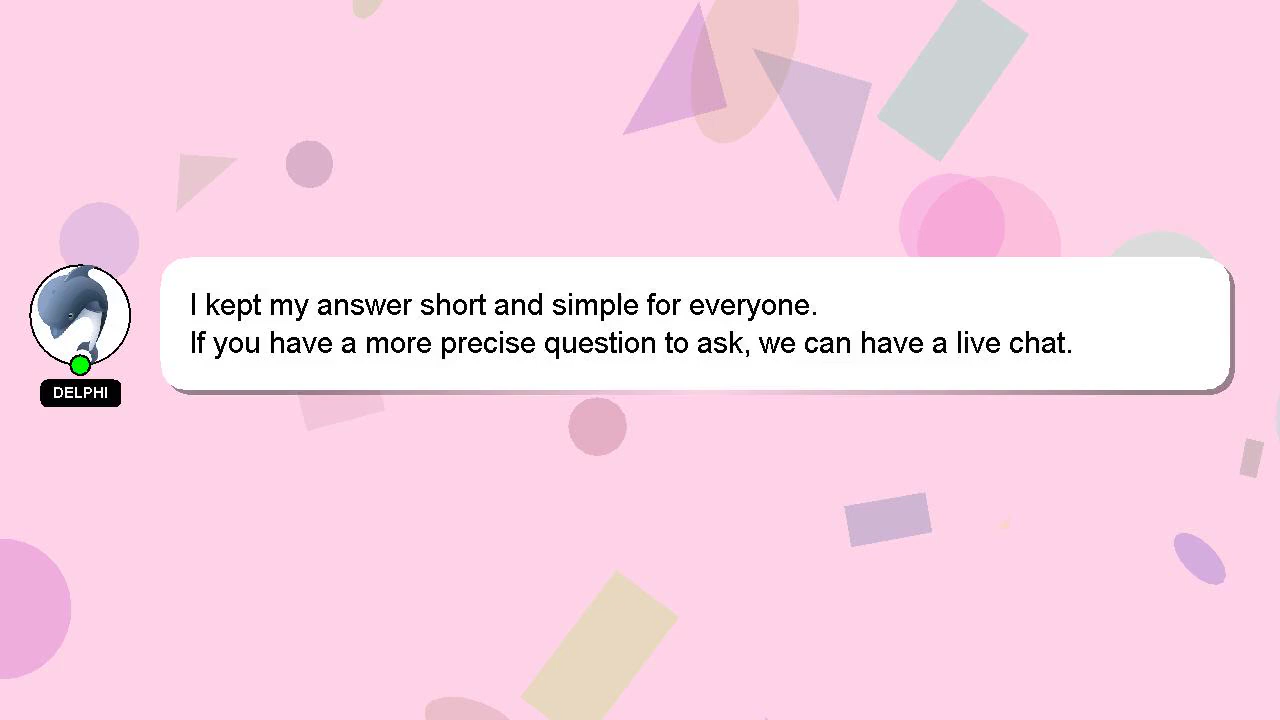 I kept my answer short and simple for everyone.
If you have a more precise question to ask, we can have a live chat.
DELPHI